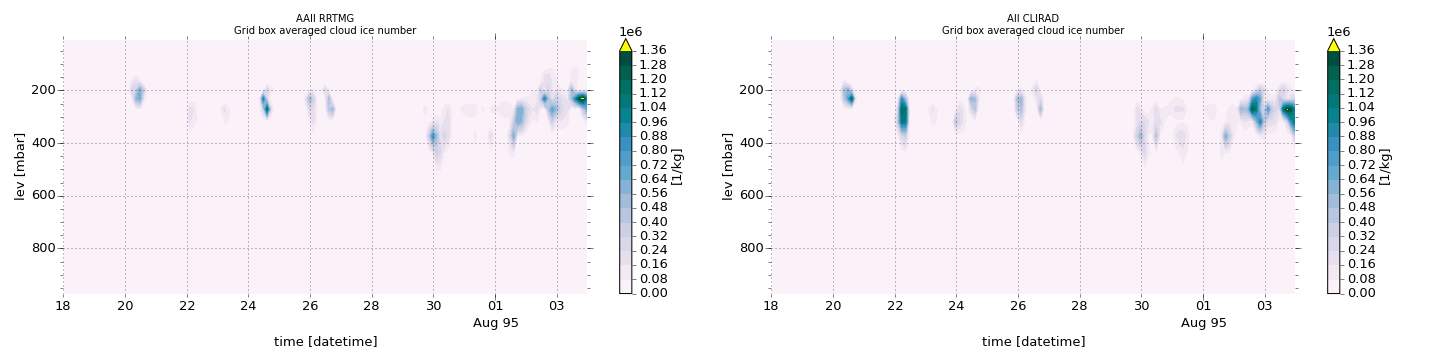 AAII RRTMG
Grid box averaged cloud ice number
1e6
1.36
1.28
1.20
1.12
1.04
0.96
0.88
0.80
0.72
0.64
0.56
0.48
0.40
0.32
0.24
0.16
0.08
0.00
[1/kg]
lev [mbar]
200
400
600
800
18 20 22 24 26 28 30 01 03
Aug 95
time [datetime]
AII CLIRAD
Grid box averaged cloud ice number
1e6
1.36
1.28
1.20
1.12
1.04
0.96
0.88
0.80
0.72
0.64
0.56
0.48
0.40
0.32
0.24
0.16
0.08
0.00
[1/kg]
lev [mbar]
200
400
600
800
18 20 22 24 26 28 30 01 03
Aug 95
time [datetime]